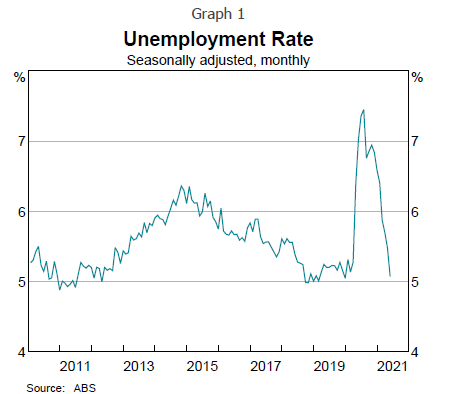 Graph 1
Unemployment Rate
Seasonally adjusted, monthly
% %
7 7
6 6
5 5
4 4
2011 2013 2015 2017 2019 2021
Source: ABS